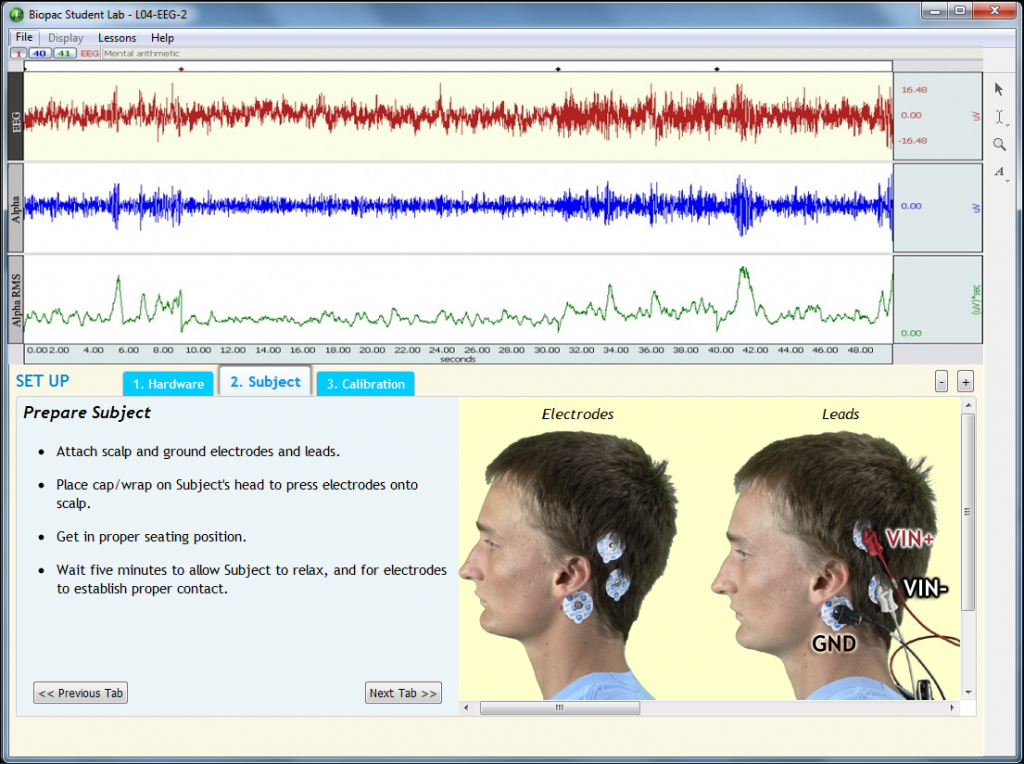 Biopac Student Lab - L04-EEG-2
File Display Lessons Help
1 40 41 EEG Mental arithmetic
EEG
16.48
0.00
-16.48
uV
Alpha
0.00
uV
Alpha RMS
0.00
(uV)*sec
0.00 2.00 4.00 6.00 8.00 10.00 12.00 14.00 16.00 18.00 20.00 22.00 24.00 26.00 28.00 30.00 32.00 34.00 36.00 38.00 40.00 42.00 44.00 46.00 48.00
seconds
A
SET UP 1. Hardware 2. Subject 3. Calibration - +
Prepare Subject
• Attach scalp and ground electrodes and leads.
• Place cap/wrap on Subject's head to press electrodes onto
scalp.
• Get in proper seating position.
• Wait five minutes to allow Subject to relax, and for electrodes
to establish proper contact.
<< Previous Tab Next Tab >>
Electrodes Leads
VIN+
VIN-
GND